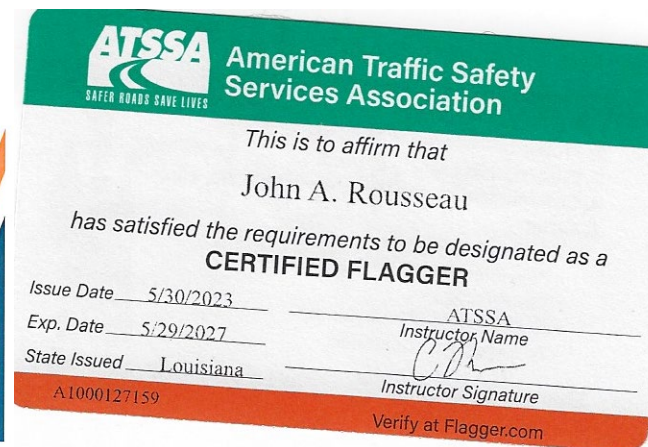 ATSSA
SAFER ROADS SAVE LIVES
American Traffic Safety
Services Association
This is to affirm that
John A. Rousseau
has satisfied the requirements to be designated as a
CERTIFIED FLAGGER
Issue Date 5/30/2023
ATSSA
Instructor Name
Exp. Date 5/29/2027
State Issued Louisiana
Instructor Signature
A1000127159
Verify at Flagger.com